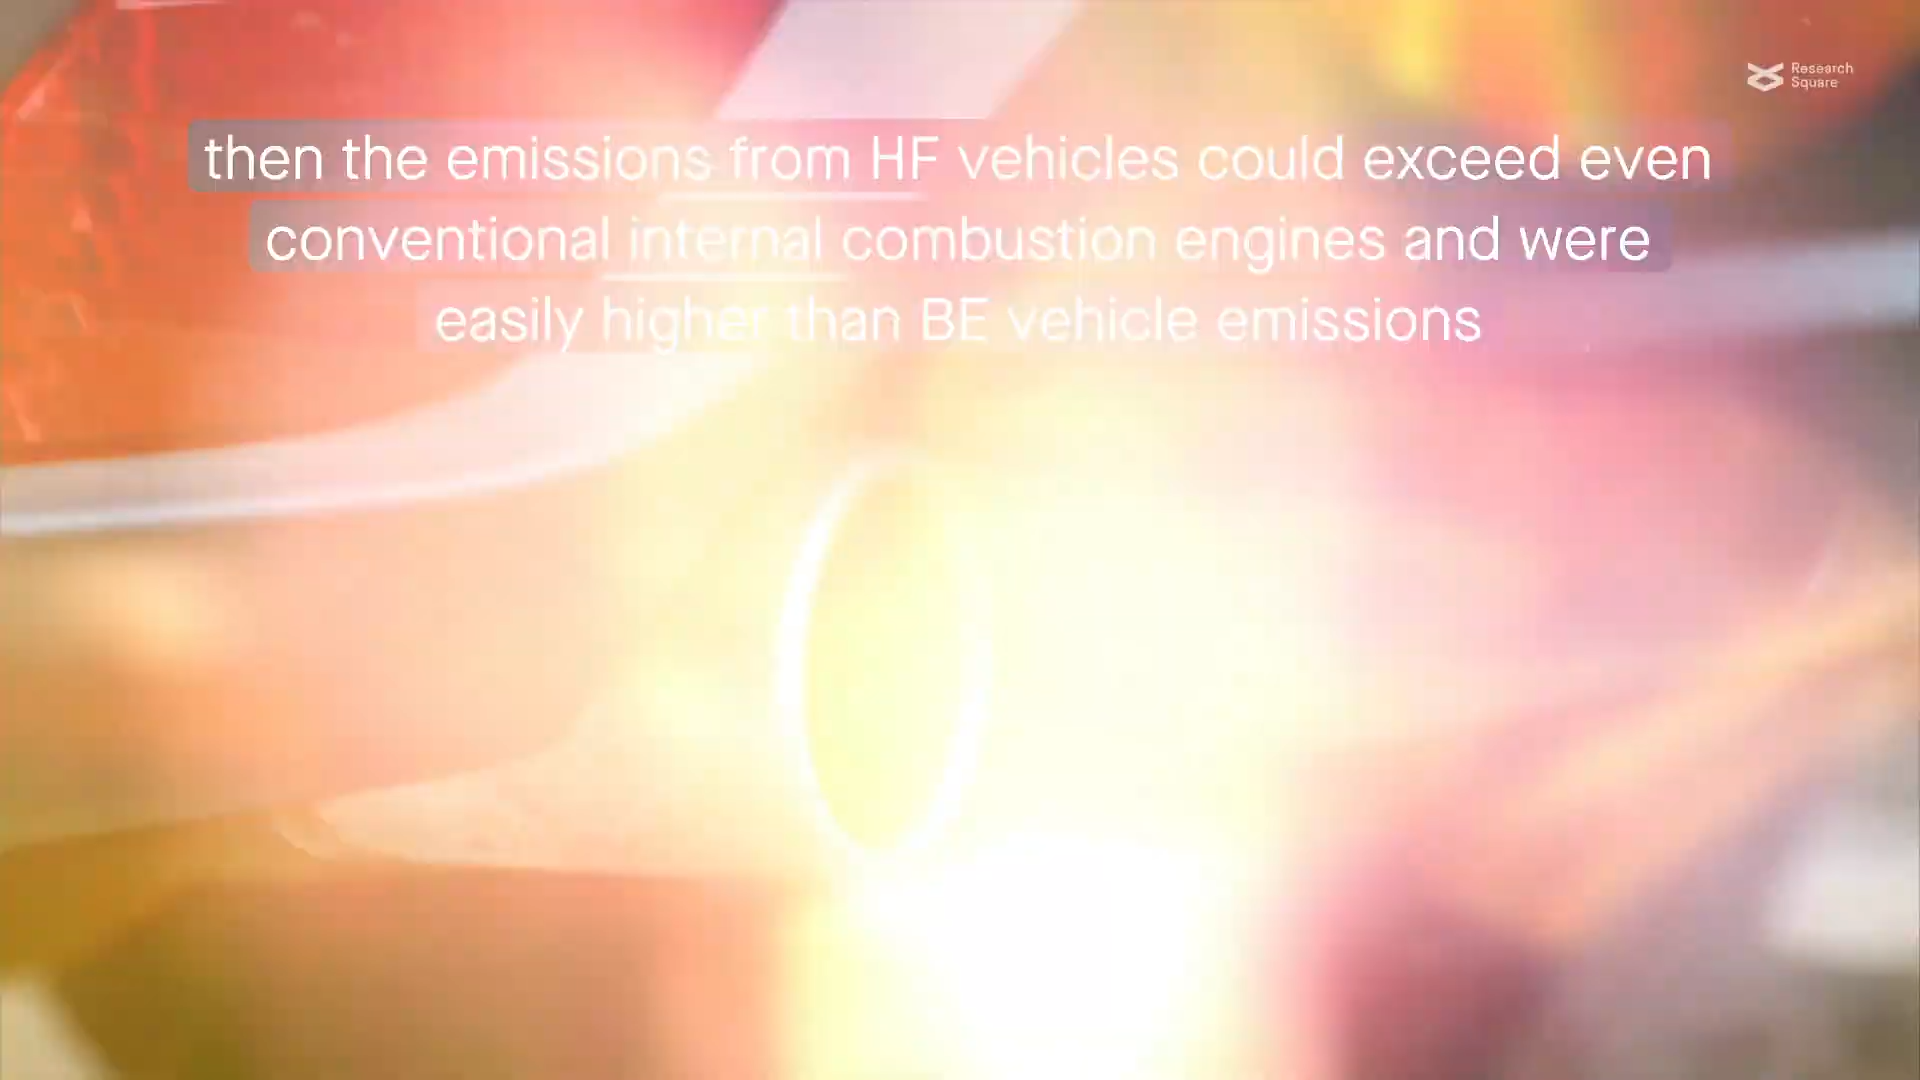 Research
Square
then the emissions from HF vehicles could exceed even
conventional internal combustion engines and were
easily higher than BE vehicle emissions